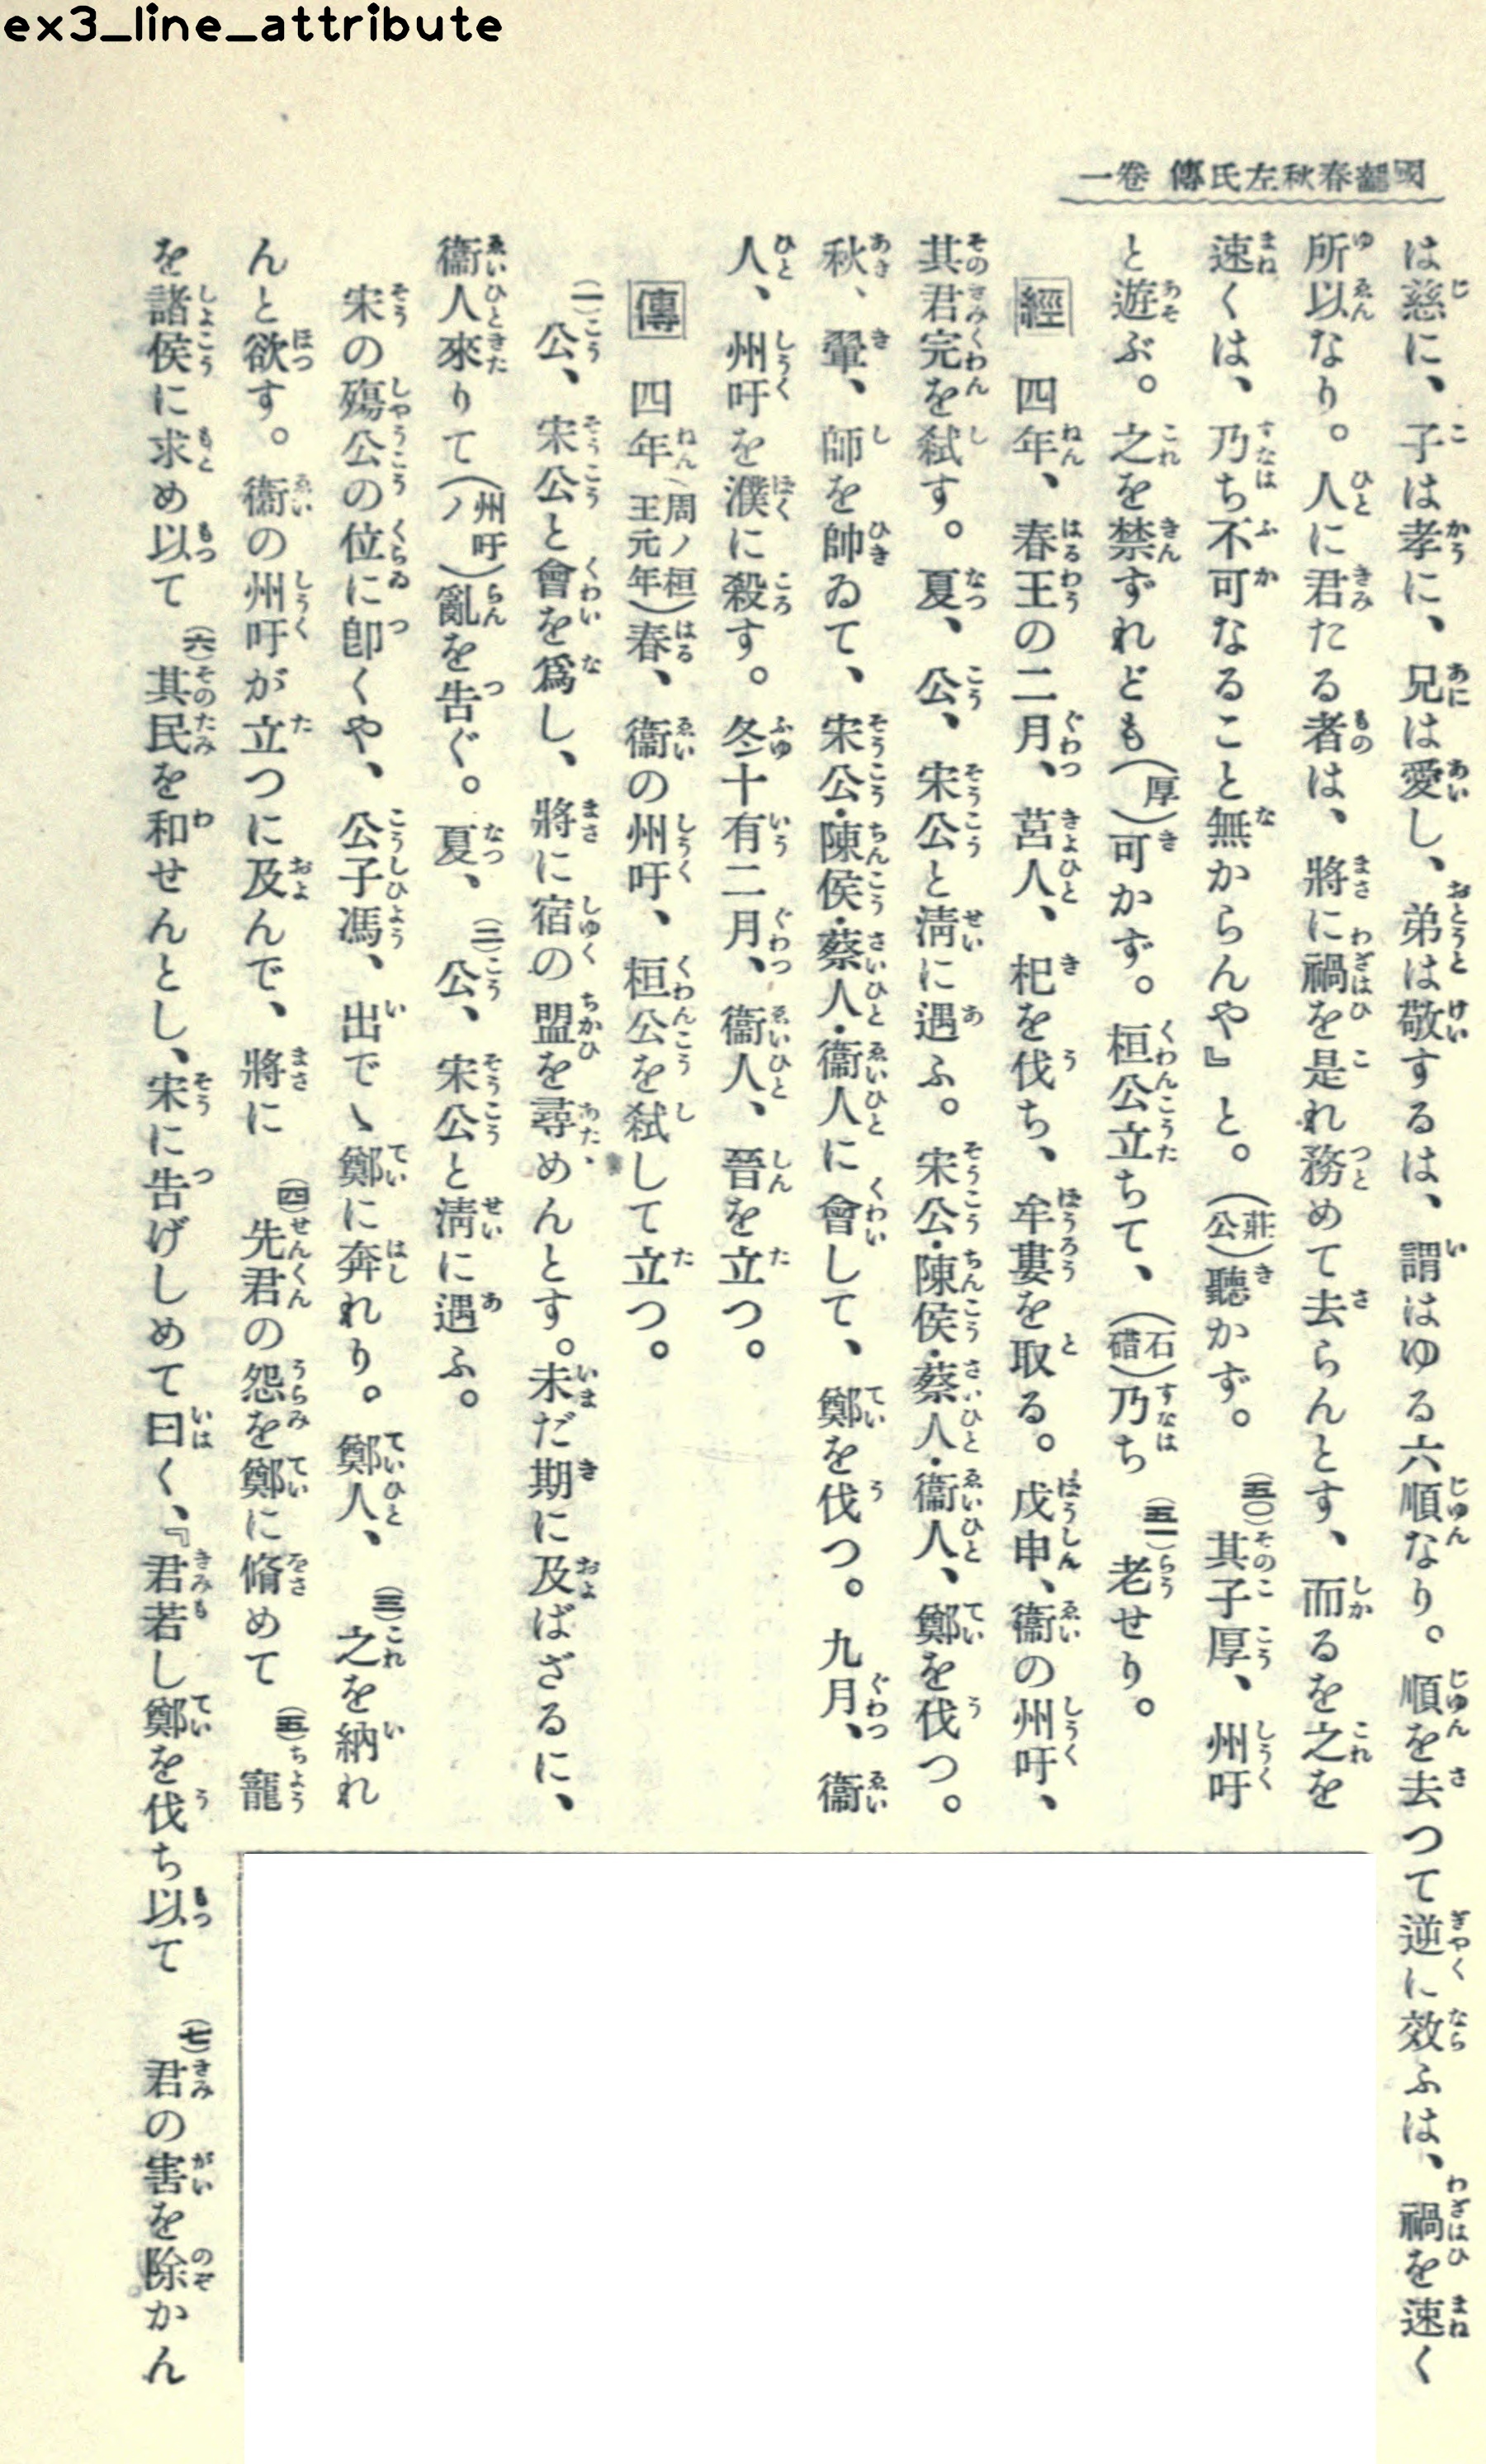 ex3_line_attribute
國譯春秋左氏傳 卷一
は慈に、子は孝に、兄は愛し、弟は敬するは、謂はゆる六順なり。順を去つて逆に效ふは、禍を速く
所以なり。人に君たる者は、將に禍を是れ務めて去らんとす、而るを之を
速くは、乃ち不可なること無からんや』と。(莊公)聽かず。(五〇)其子厚、州吁
と遊ぶ。之を禁ずれども(厚)可かず。桓公立ちて、(石碏)乃ち(五一)老せり。
經 四年、春王の二月、莒人、杞を伐ち、牟婁を取る。戊申、衞の州吁、
其君完を弑す。夏、公、宋公と淸に遇ふ。宋公・陳侯・蔡人・衞人、鄭を伐つ。
秋、翬、師を帥ゐて、宋公・陳侯・蔡人・衞人に會して、鄭を伐つ。九月、衞
人、州吁を濮に殺す。冬十有二月、衞人、晉を立つ。
傳 四年(周ノ桓王元年)春、衞の州吁、桓公を弑して立つ。
(一)公、宋公と會を爲し、將に宿の盟を尋めんとす。未だ期に及ばざるに、
衞人來りて(州吁ノ)亂を告ぐ。夏、(二)公、宋公と淸に遇ふ。
宋の殤公の位に卽くや、公子馮、出でゝ鄭に奔れり。鄭人、(三)之を納れ
んと欲す。衞の州吁が立つに及んで、將に(四)先君の怨を鄭に脩めて(五)寵
を諸侯に求め以て(六)其民を和せんとし、宋に告げしめて曰く、『君若し鄭を伐ち以て(七)君の害を除かん